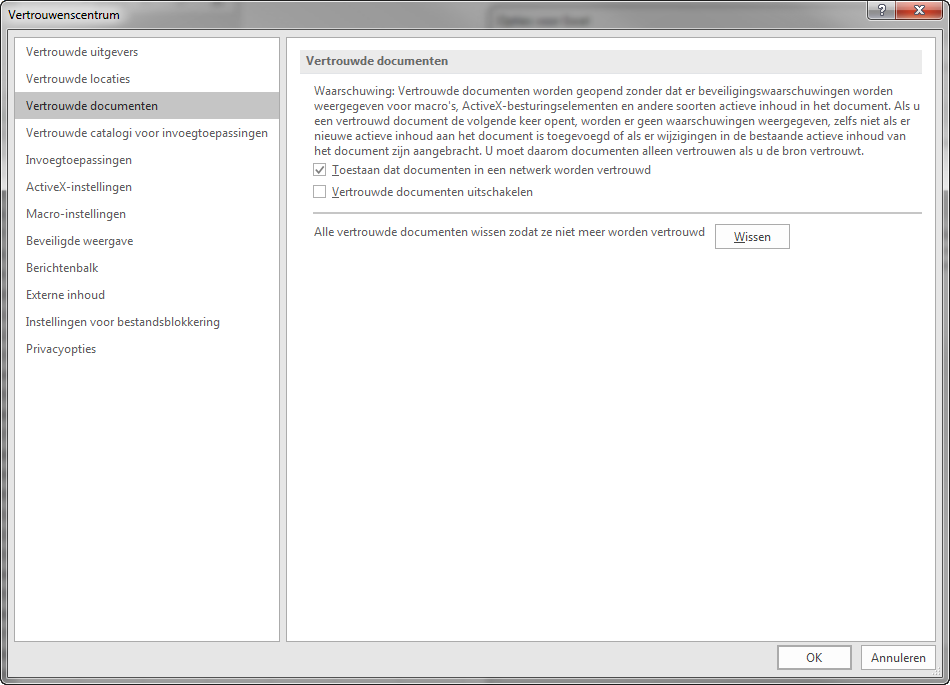 Vertrouwenscentrum
Opties voor Excel
Vertrouwde uitgevers
Vertrouwde locaties
Vertrouwde documenten
Vertrouwde catalogi voor invoegtoepassingen
Invoegtoepassingen
ActiveX-instellingen
Macro-instellingen
Beveiligde weergave
Berichtenbalk
Externe inhoud
Instellingen voor bestandsblokkering
Privacyopties
Vertrouwde documenten
Waarschuwing: Vertrouwde documenten worden geopend zonder dat er beveiligingswaarschuwingen worden
weergegeven voor macro's, ActiveX-besturingselementen en andere soorten actieve inhoud in het document. Als u
een vertrouwd document de volgende keer opent, worden er geen waarschuwingen weergegeven, zelfs niet als er
nieuwe actieve inhoud aan het document is toegevoegd of als er wijzigingen in de bestaande actieve inhoud van
het document zijn aangebracht. U moet daarom documenten alleen vertrouwen als u de bron vertrouwt.
Toestaan dat documenten in een netwerk worden vertrouwd
Vertrouwde documenten uitschakelen
Alle vertrouwde documenten wissen zodat ze niet meer worden vertrouwd
Wissen
OK
Annuleren